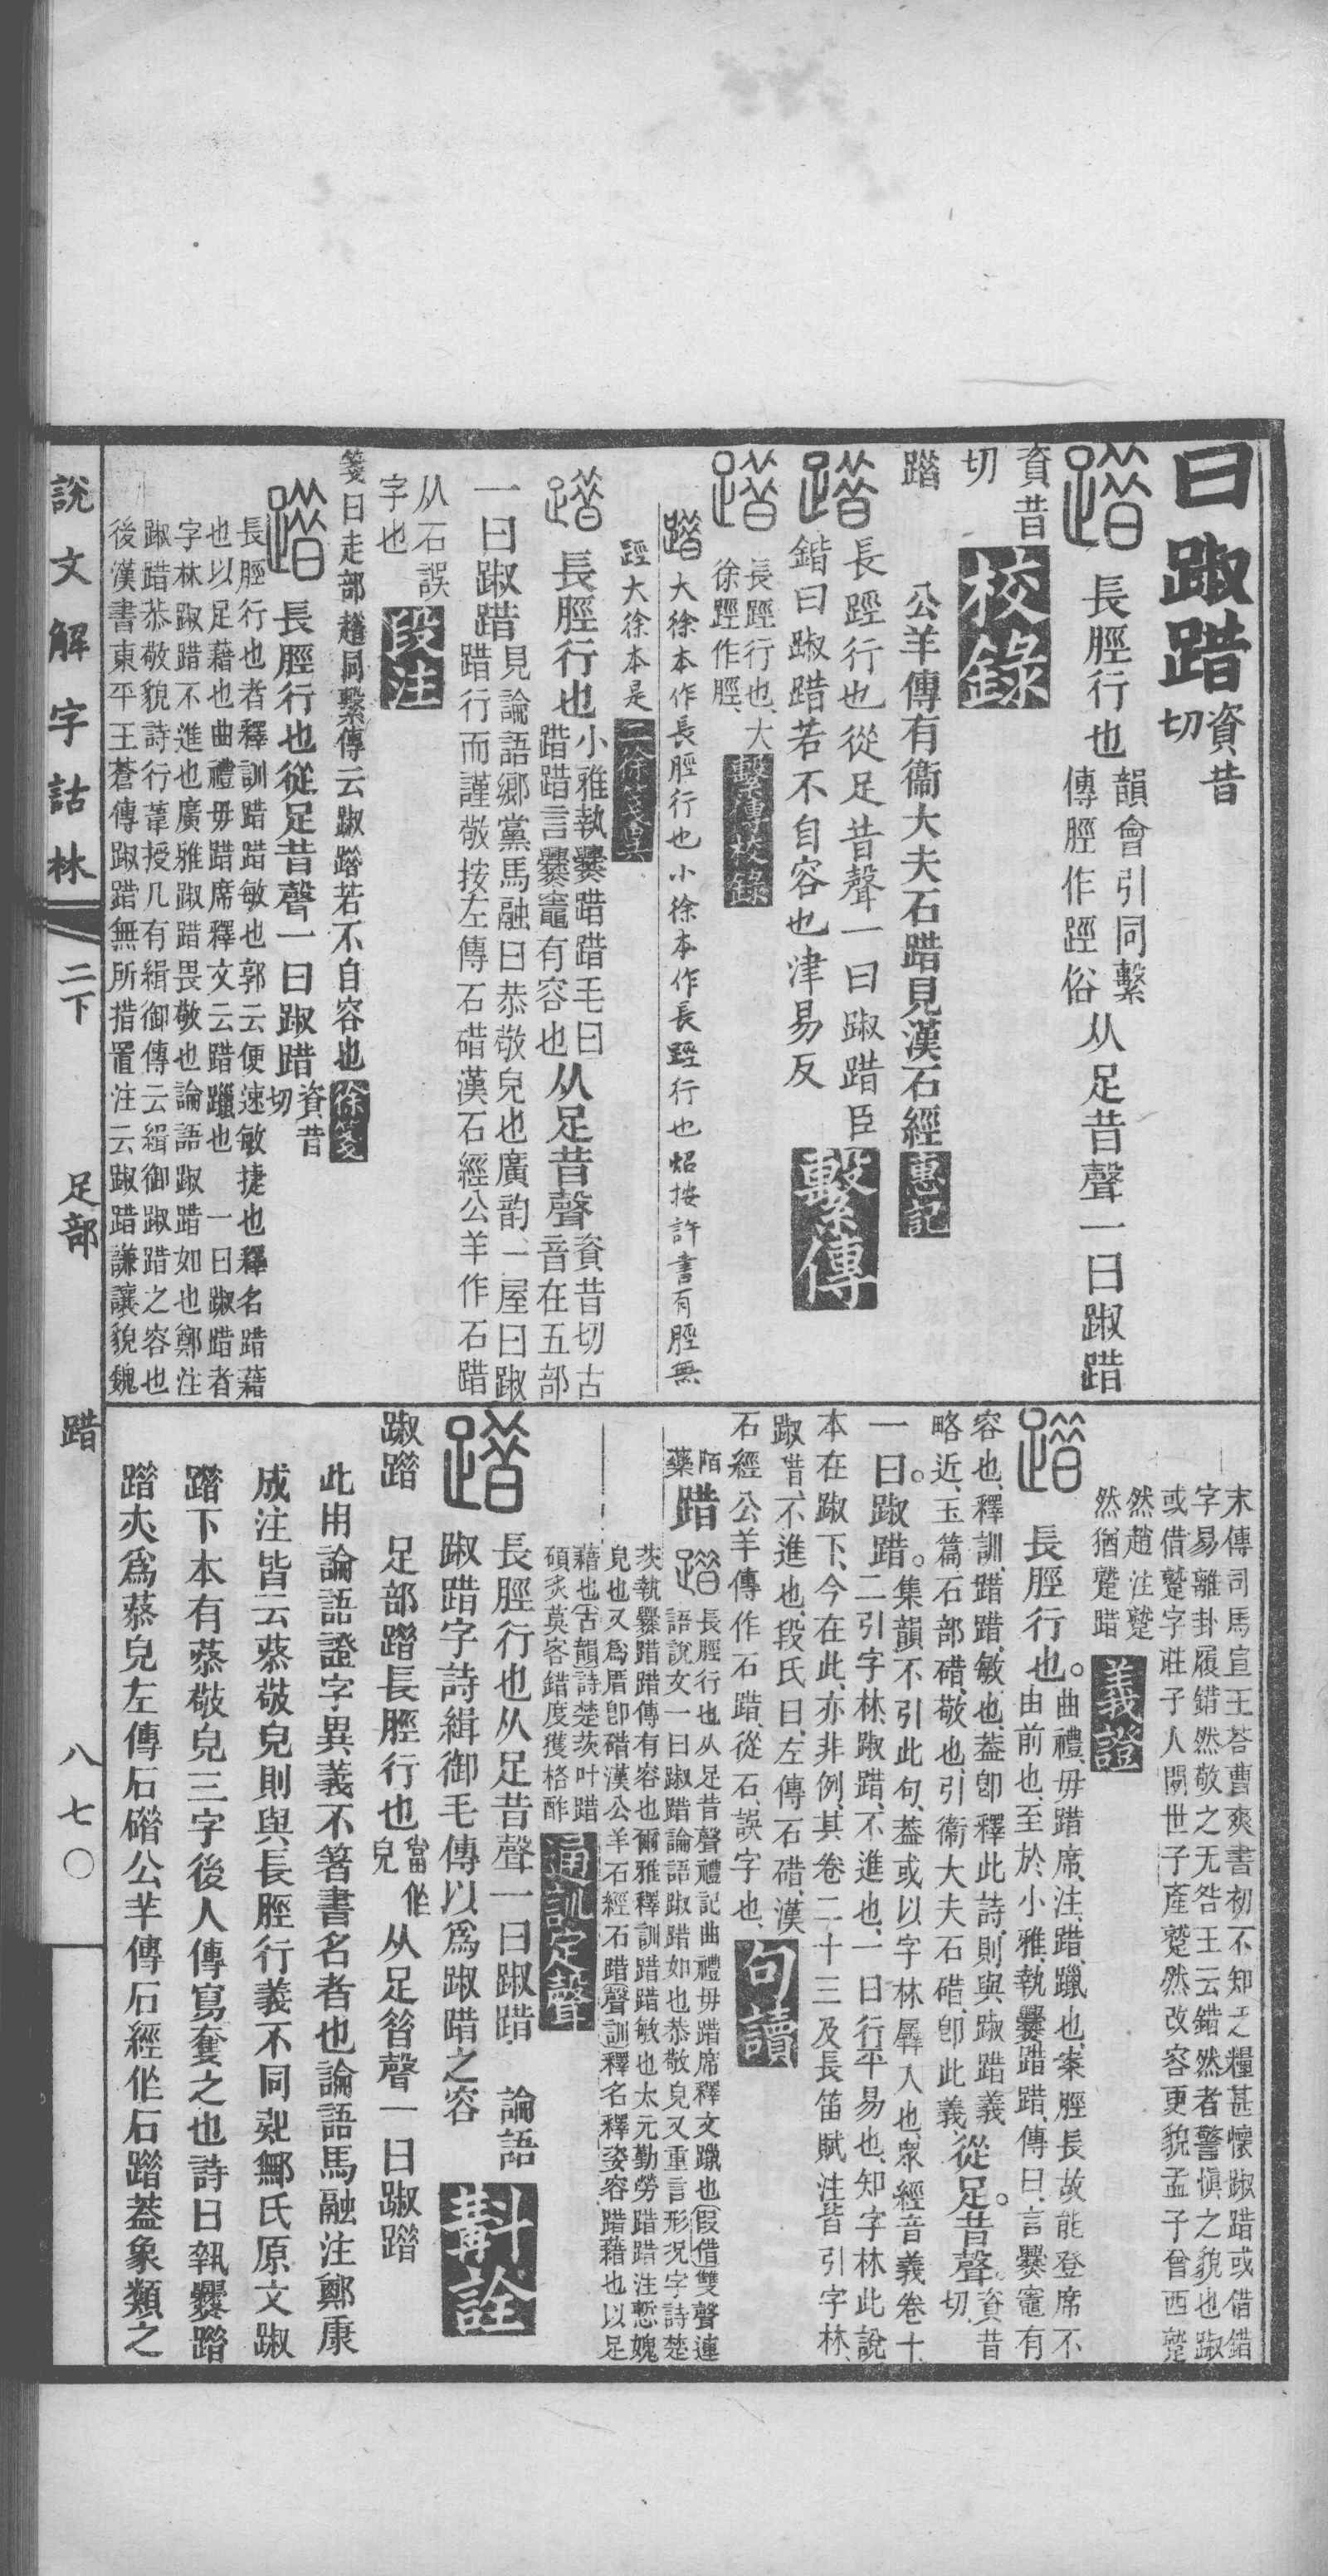 曰踧踖資昔切
踖長脛行也韻會引同繫傳脛作踁俗从足昔聲一曰踧踖
資昔切校錄
踖公羊傳有衞大夫石踖見漢石經惠記
踖長踁行也從足昔聲一曰踧踖臣
鍇曰踧踖若不自容也津易反繫傳
踖長踁行也大徐踁作脛繫傳校錄
踖大徐本作長脛行也小徐本作長踁行也炤按許書有脛無
踁大徐本是二徐箋異
踖長脛行也小雅執爨踖踖毛曰踖踖言爨竈有容也从足昔聲資昔切古音在五部
一曰踧踖見論語鄉黨馬融曰恭敬皃也廣韵一屋曰踧踖行而謹敬按左傳石碏漢石經公羊作石踖
从石誤字也段注
箋曰走部趞同繫傳云踧踖若不自容也徐箋
踖長脛行也從足昔聲一曰踧踖資昔切
長脛行也者釋訓踖踖敏也郭云便速敏捷也釋名踖藉
也以足藉也曲禮毋踖席釋文云踖躐也 一曰踧踖者
字林踧踖不進也廣雅踧踖畏敬也論語踧踖如也鄭注
踧踖恭敬貌詩行葦授几有緝御傳云緝御踧踖之容也
後漢書東平王蒼傳踧踖無所措置注云踧踖謙讓貌魏
末傳司馬宣王荅曹爽書初不知乏糧甚懷踧踖或借錯
字易離卦履錯然敬之无咎王云錯然者警愼之貌也踧
或借蹵字莊子人閒世子產蹵然改容更貌孟子曾西蹵
然趙注蹵
然猶蹵踖義證
踖長脛行也曲禮毋踖席注踖躐也案脛長故能登席不由前也至於小雅執爨踖踖傳曰言爨竈有
容也釋訓踖踖敏也葢卽釋此詩則與踧踖義
略近玉篇石部碏敬也引衞大夫石碏卽此義從足昔聲資昔切
一曰踧踖集韻不引此句葢或以字林羼入也衆經音義卷十
二引字林踧踖不進也一曰行平易也知字林此說
本在踧下今在此亦非例其卷二十三及長笛賦注皆引字林
踧踖不進也段氏曰左傳石碏漢
石經公羊傳作石踖從石誤字也句讀
踖長脛行也从足昔聲禮記曲禮毋踖席釋文躐也假借雙聲連
語說文一曰踧踖論語踧踖如也恭敬皃又重言形況字詩楚
茨執爨踖踖傳有容也爾雅釋訓踖踖敏也太元勤勞踖踖注慙媿
皃也又爲厝卽碏漢公羊石經石踖聲訓釋名釋姿容踖藉也以足
藉也古韻詩楚茨叶踖
碩炙莫客錯度獲格酢通訓定聲
踖長脛行也从足昔聲一曰踧踖 論語
踧踖字詩緝御毛傳以爲踧踖之容斠詮
踧踖 足部踖長脛行也當作皃从足昔聲一曰踧踖
此用論語證字異義不箸書名者也論語馬融注鄭康
成注皆云恭敬皃則與長脛行義不同
踖下本有恭敬皃三字後人傳寫奪之也詩曰執爨踖
踖夾爲恭皃左傳石碏公羊傳石經作石踖葢象類之
說文解字詁林 二下 足部 踖 八七〇